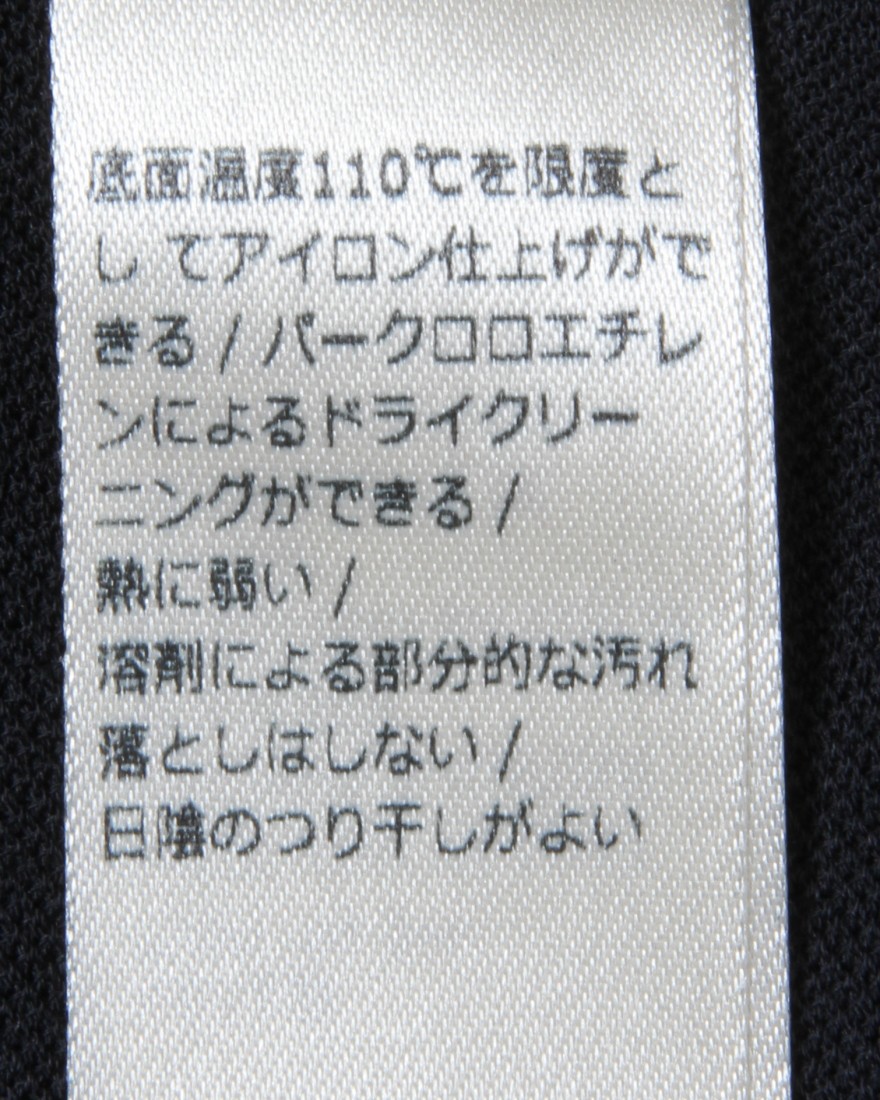 底面温度110℃を限度と
し てアイロン仕上げがで
きる / パークロロエチレ
ンによるドライクリー
ニングができる /
熱に弱い /
溶剤による部分的な汚れ
落としはしない /
日陰のつり干しがよい